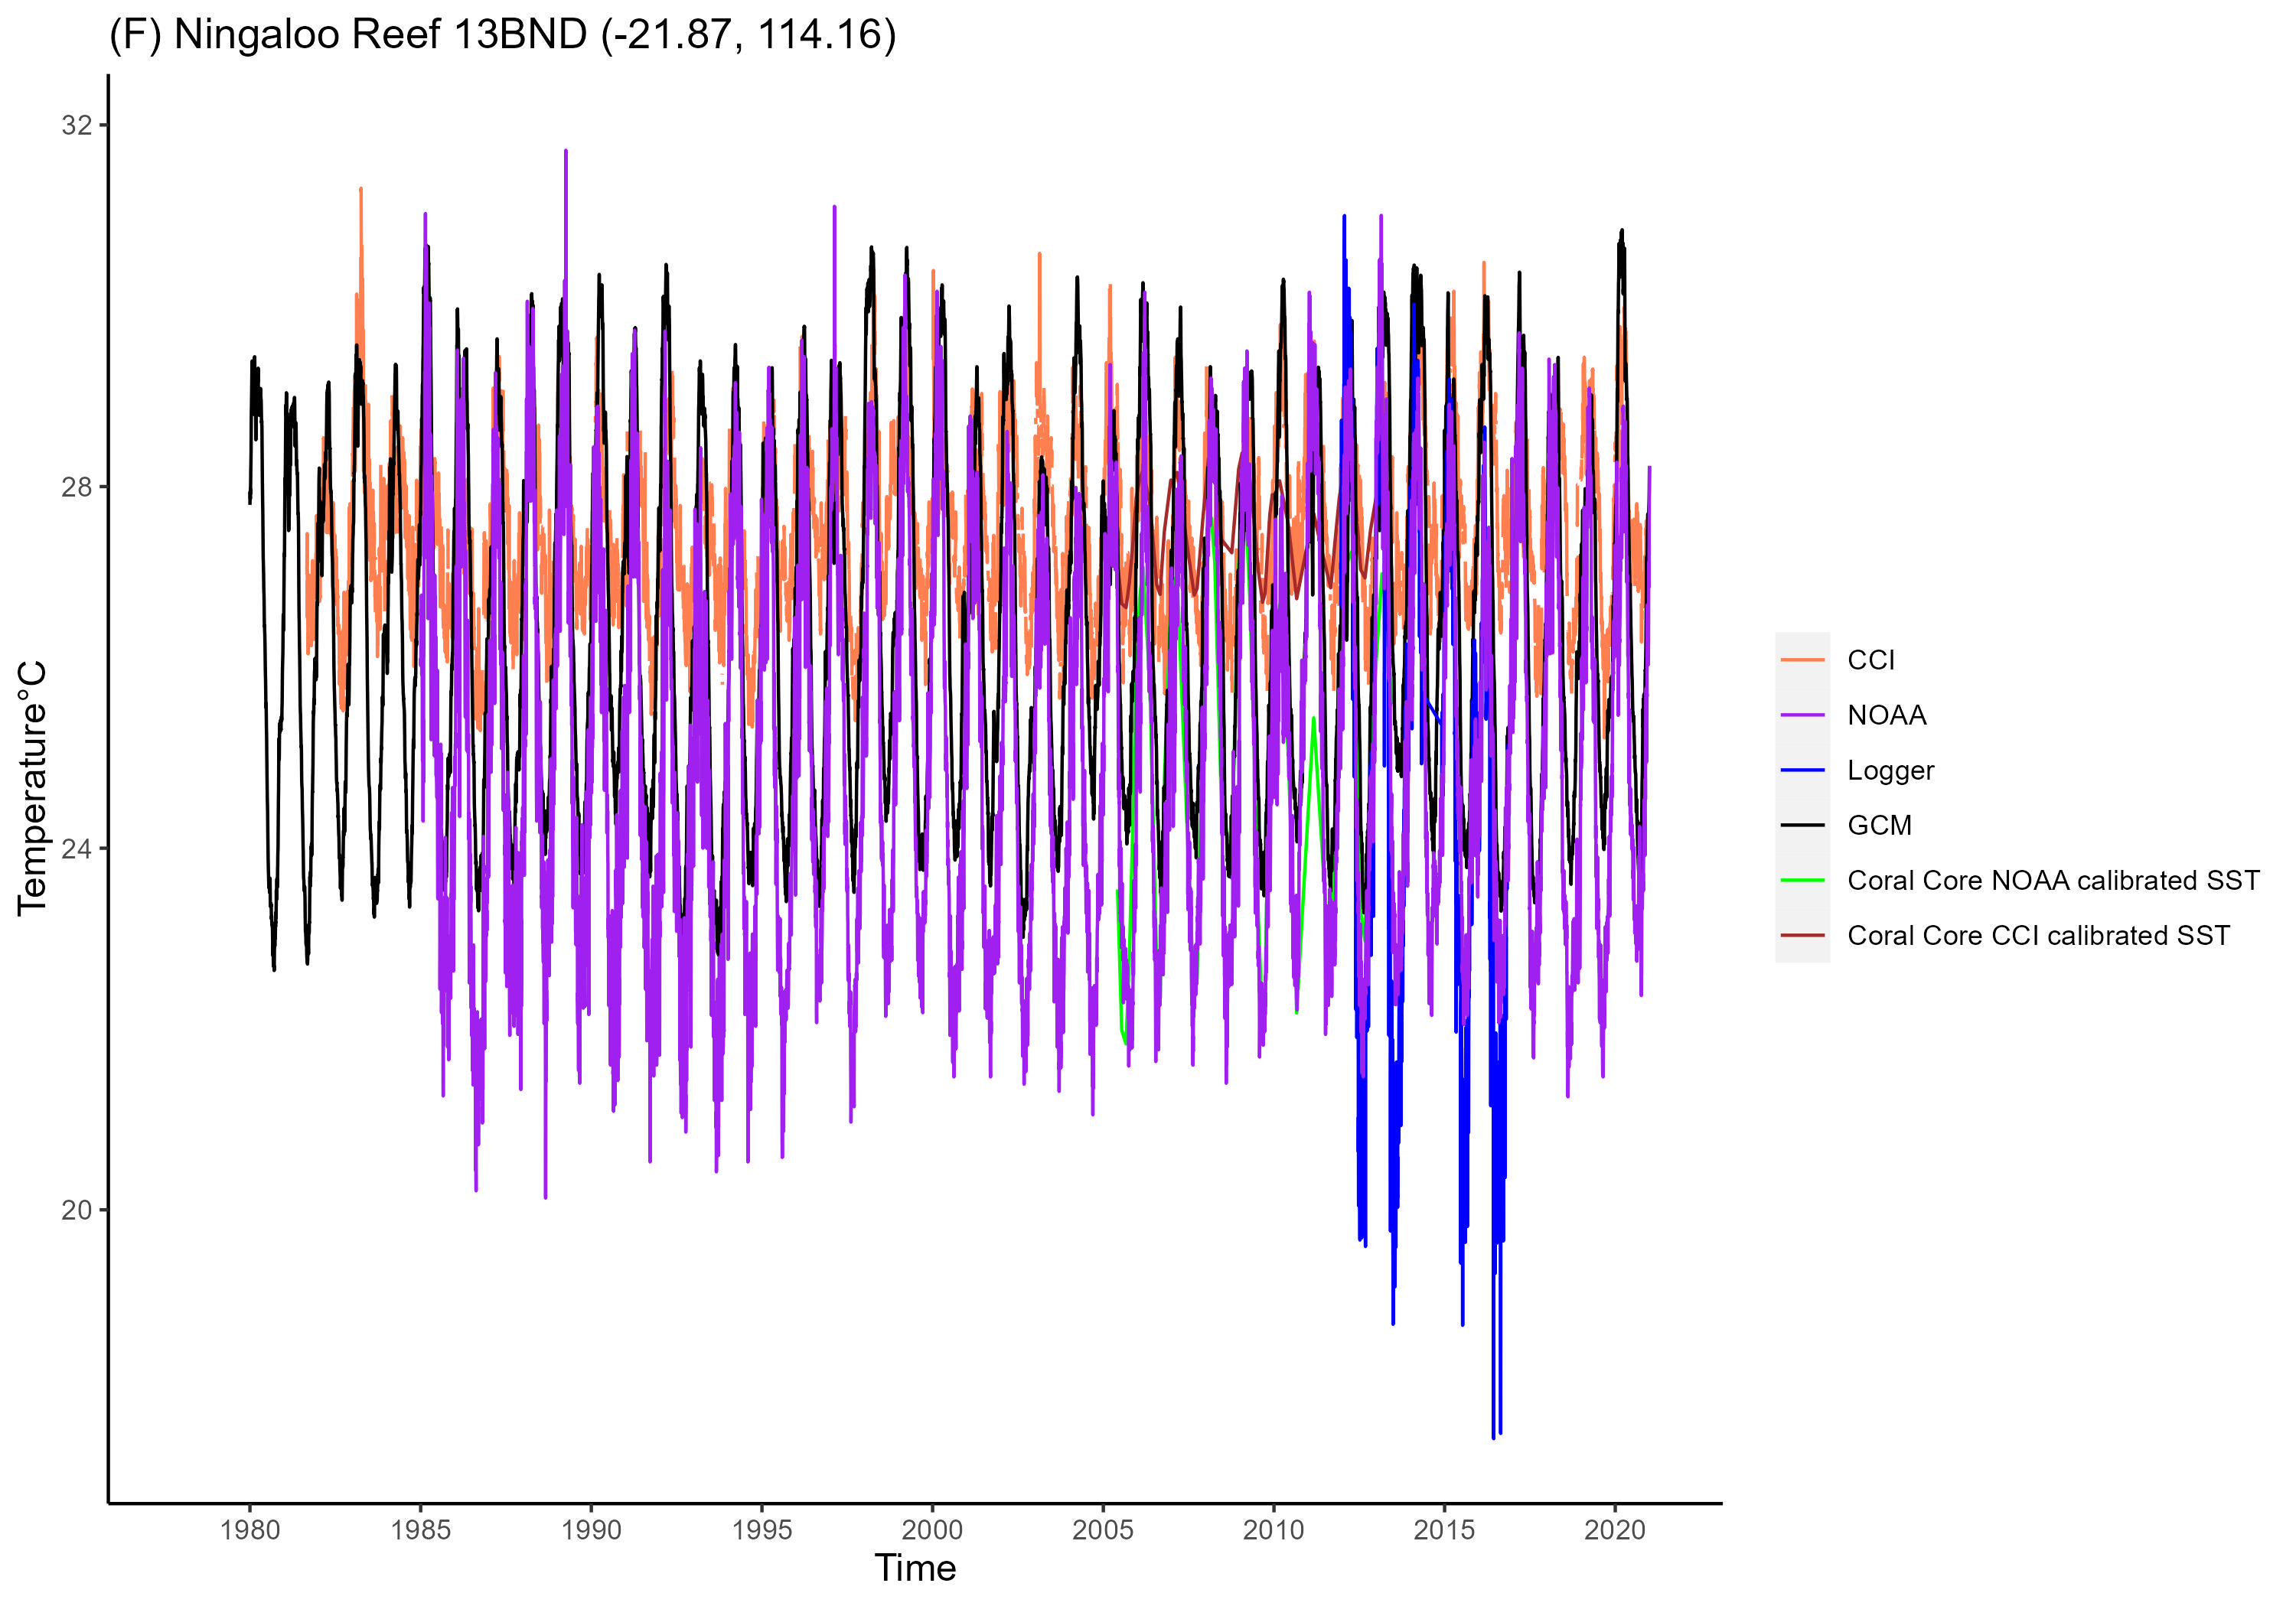 (F) Ningaloo Reef 13BND (-21.87, 114.16)
32
28
24
20
Temperature°C
1980 1985 1990 1995 2000 2005 2010 2015 2020
Time
CCI
NOAA
Logger
GCM
Coral Core NOAA calibrated SST
Coral Core CCI calibrated SST